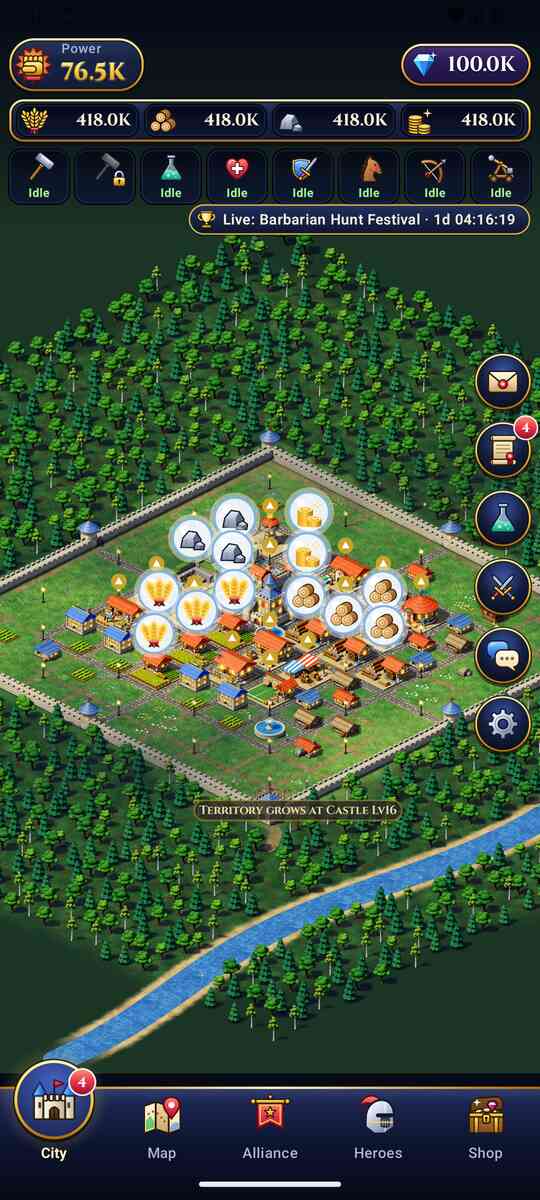 Power
76.5K
100.0K
418.0K 418.0K 418.0K 418.0K
Idle Idle Idle Idle Idle Idle Idle
Live: Barbarian Hunt Festival · 1d 04:16:19
4
Territory grows at Castle Lv16
4
City Map Alliance Heroes Shop